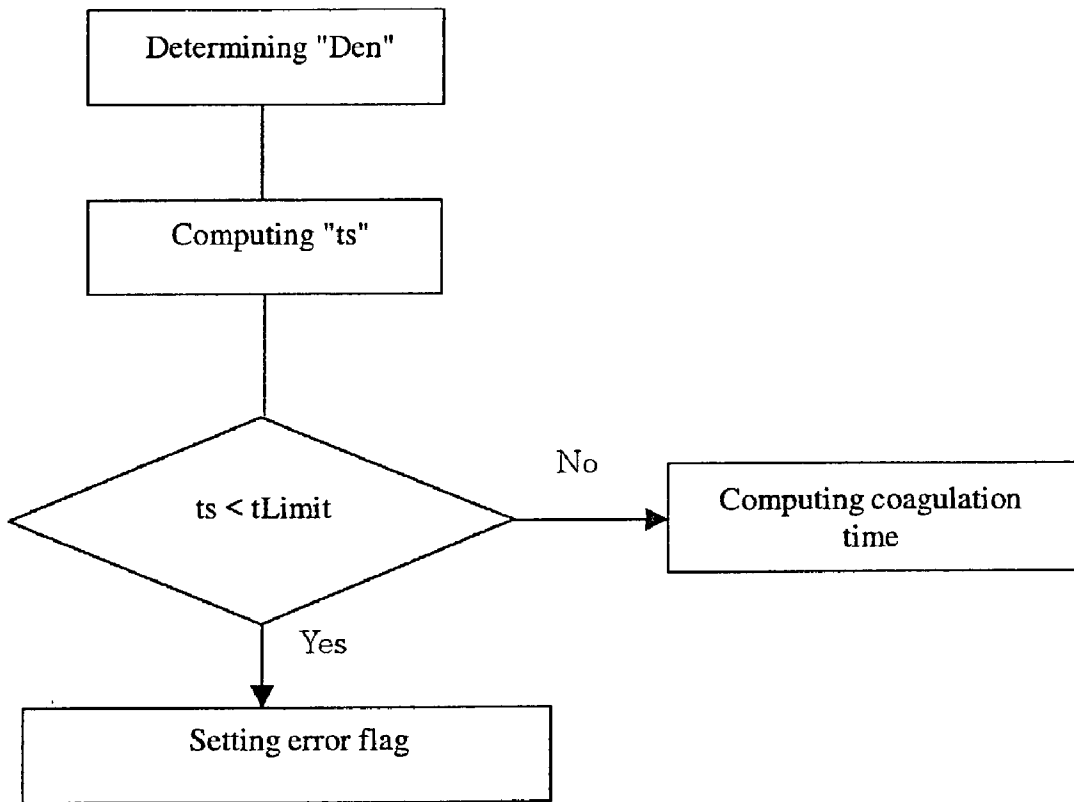 Determining "Den"
Computing "ts"
ts < tLimit
No
Computing coagulation
time
Yes
Setting error flag